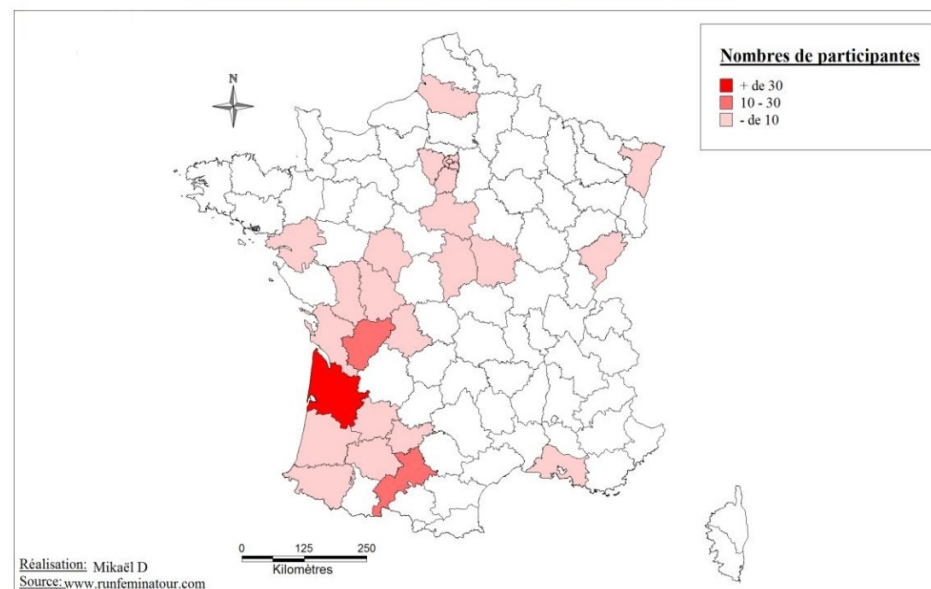 Nombres de participantes
+ de 30
10 - 30
- de 10
N
0 125 250
Kilomètres
Réalisation: Mikaël D
Source: www.runfeminatour.com